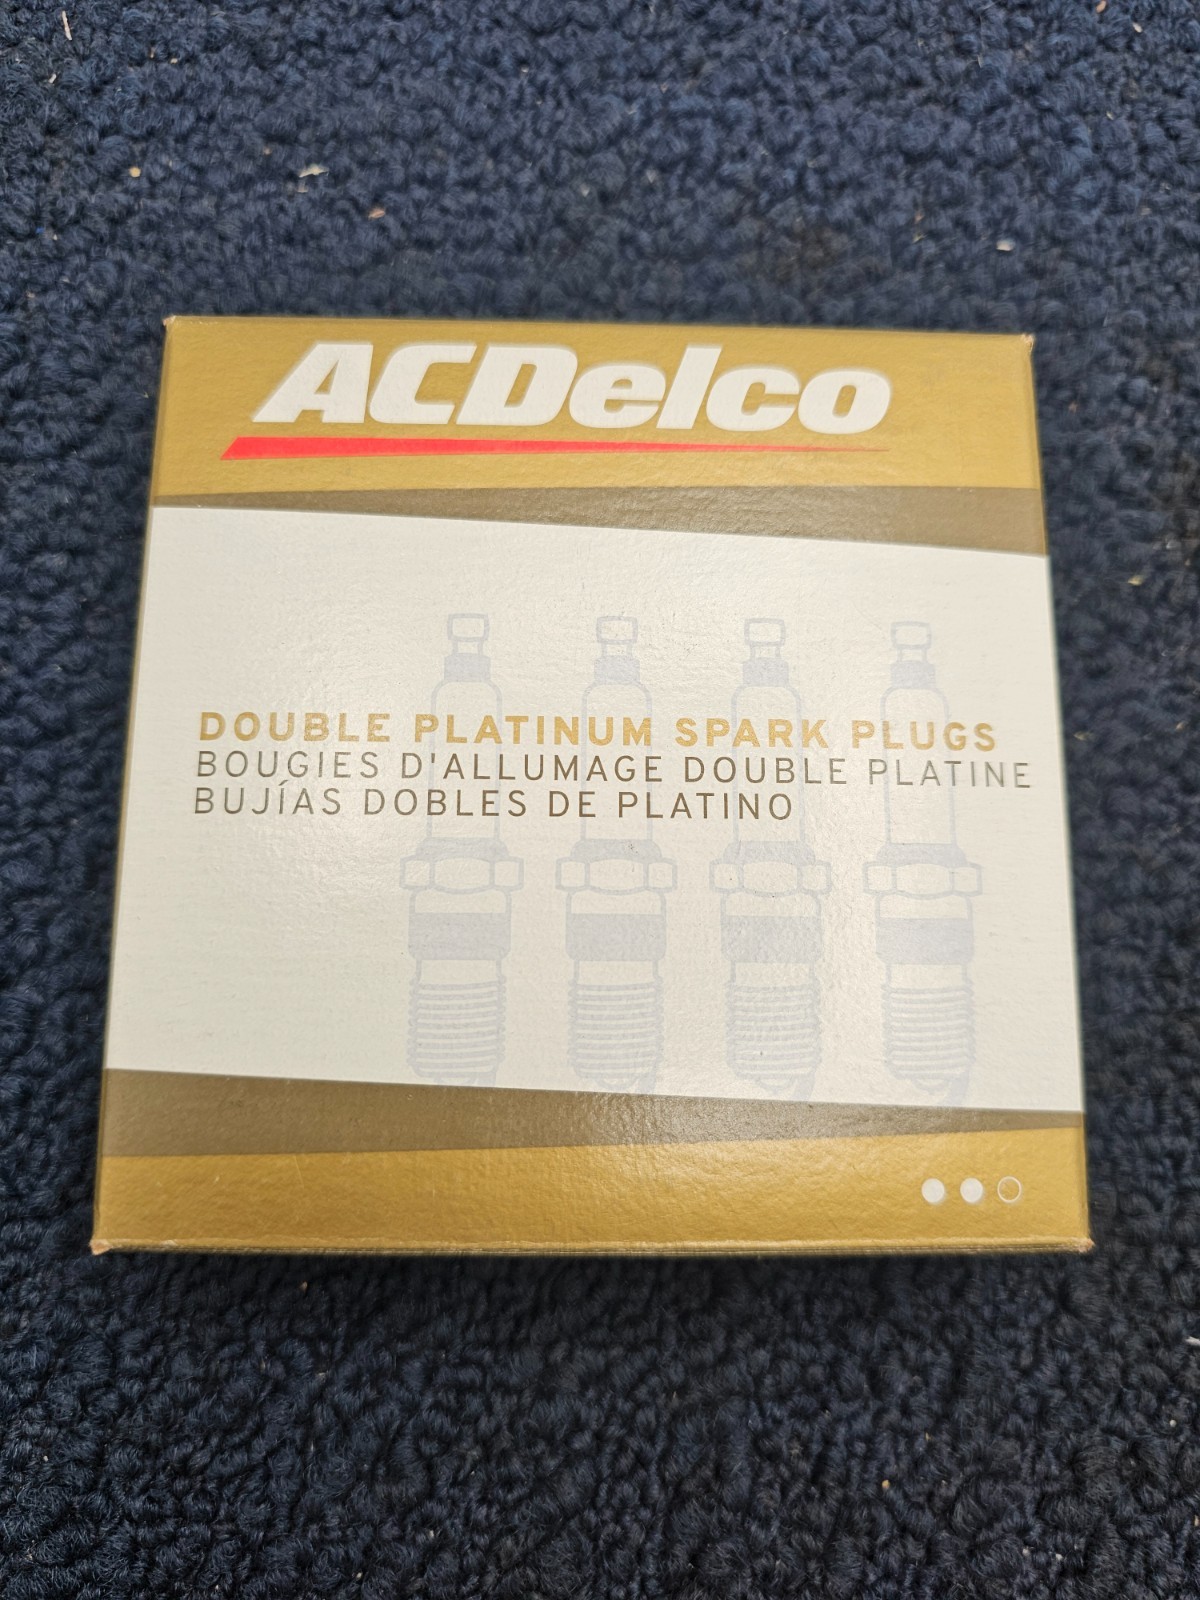 ACDelco
DOUBLE PLATINUM SPARK PLUGS
BOUGIES D'ALLUMAGE DOUBLE PLATINE
BUJÍAS DOBLES DE PLATINO